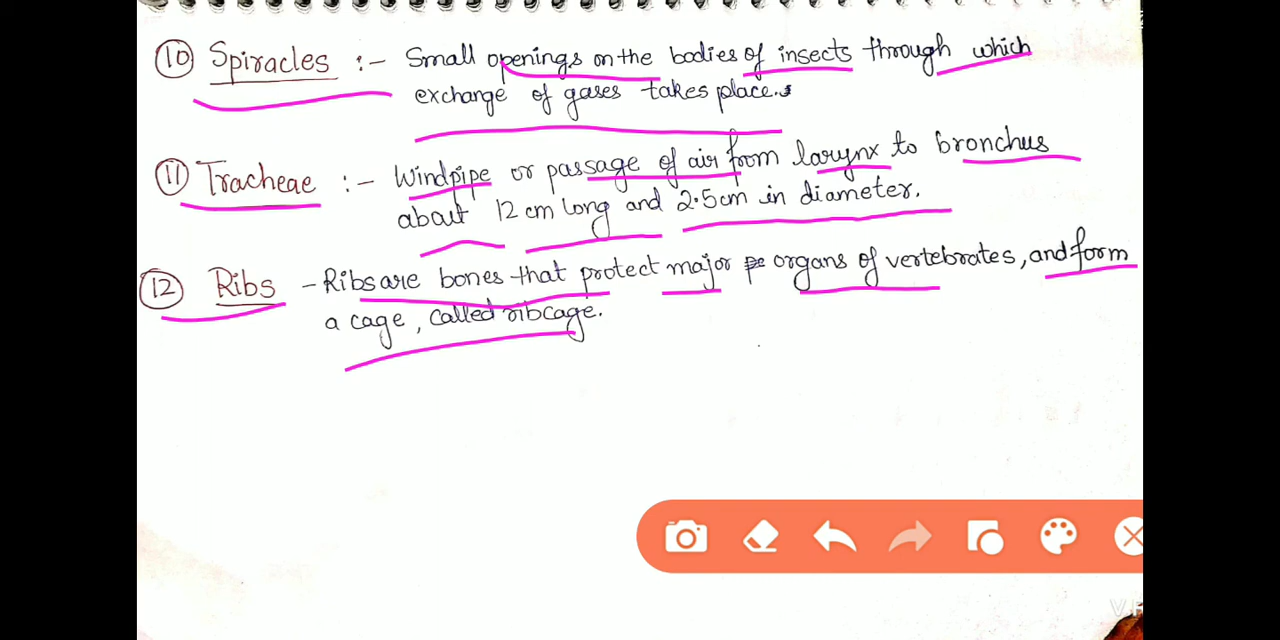 10 Spiracles :- Small openings on the bodies of insects through which
exchange of gases takes place.
11 Tracheae :- Windpipe or passage of air from larynx to bronchus
about 12 cm long and 2.5cm in diameter.
12 Ribs - Ribs are bones that protect major organs of vertebrates, and form
a cage, called ribcage.